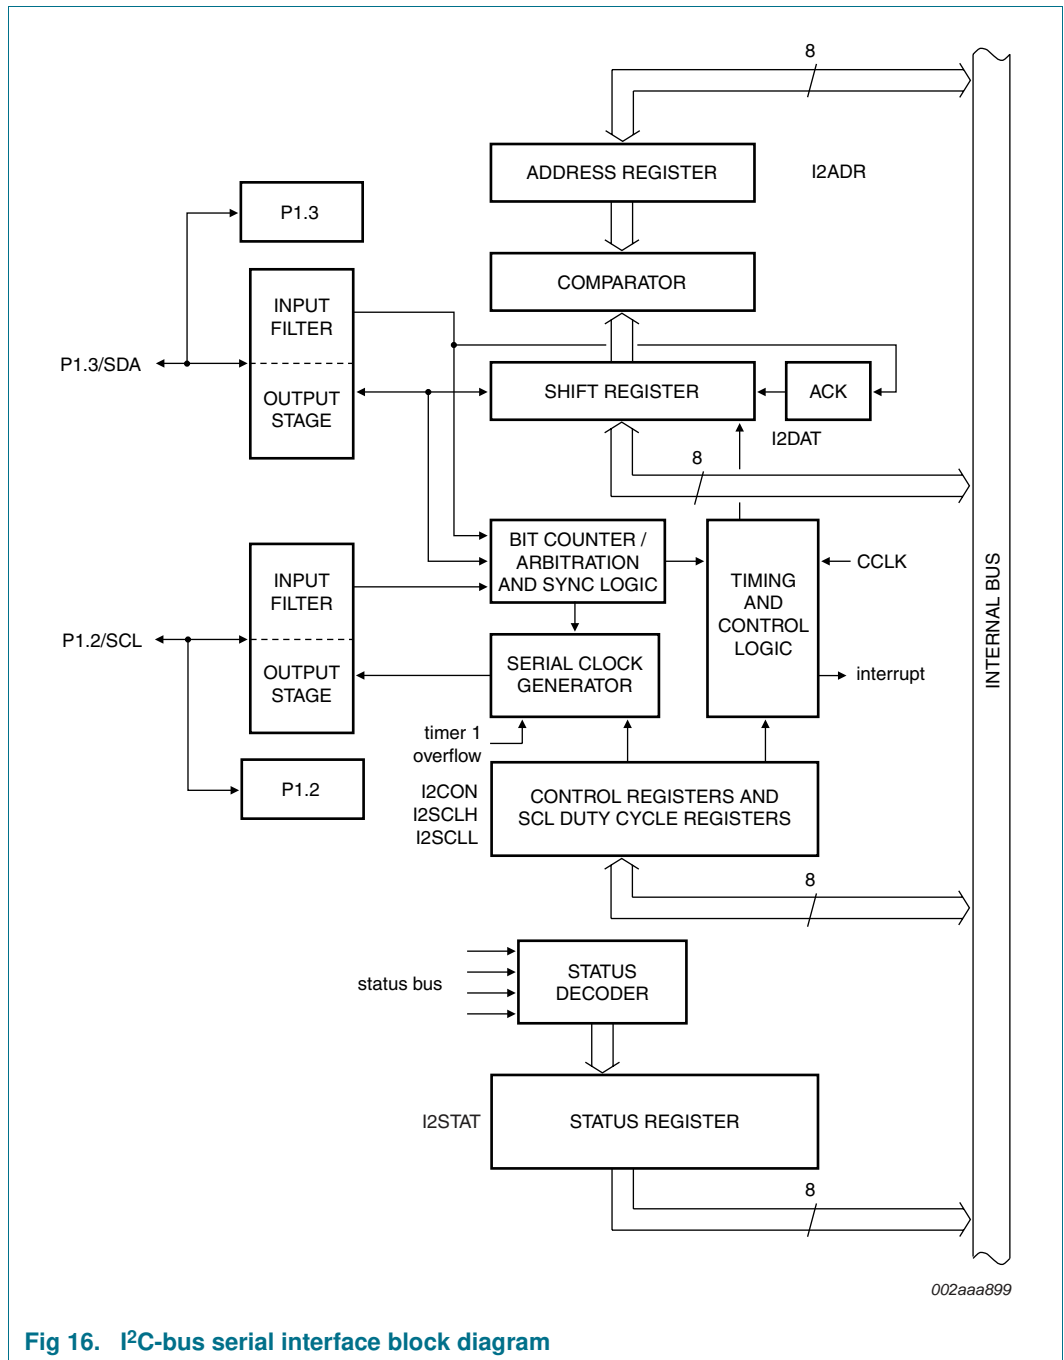 8
ADDRESS REGISTER
I2ADR
P1.3
COMPARATOR
INPUT
FILTER
P1.3/SDA
OUTPUT
STAGE
SHIFT REGISTER
ACK
I2DAT
8
BIT COUNTER /
ARBITRATION
AND SYNC LOGIC
TIMING
AND
CONTROL
LOGIC
CCLK
INPUT
FILTER
P1.2/SCL
OUTPUT
STAGE
SERIAL CLOCK
GENERATOR
interrupt
INTERNAL BUS
timer 1
overflow
P1.2
I2CON
I2SCLH
I2SCLL
CONTROL REGISTERS AND
SCL DUTY CYCLE REGISTERS
8
status bus
STATUS
DECODER
I2STAT
STATUS REGISTER
8
002aaa899
Fig 16. I²C-bus serial interface block diagram